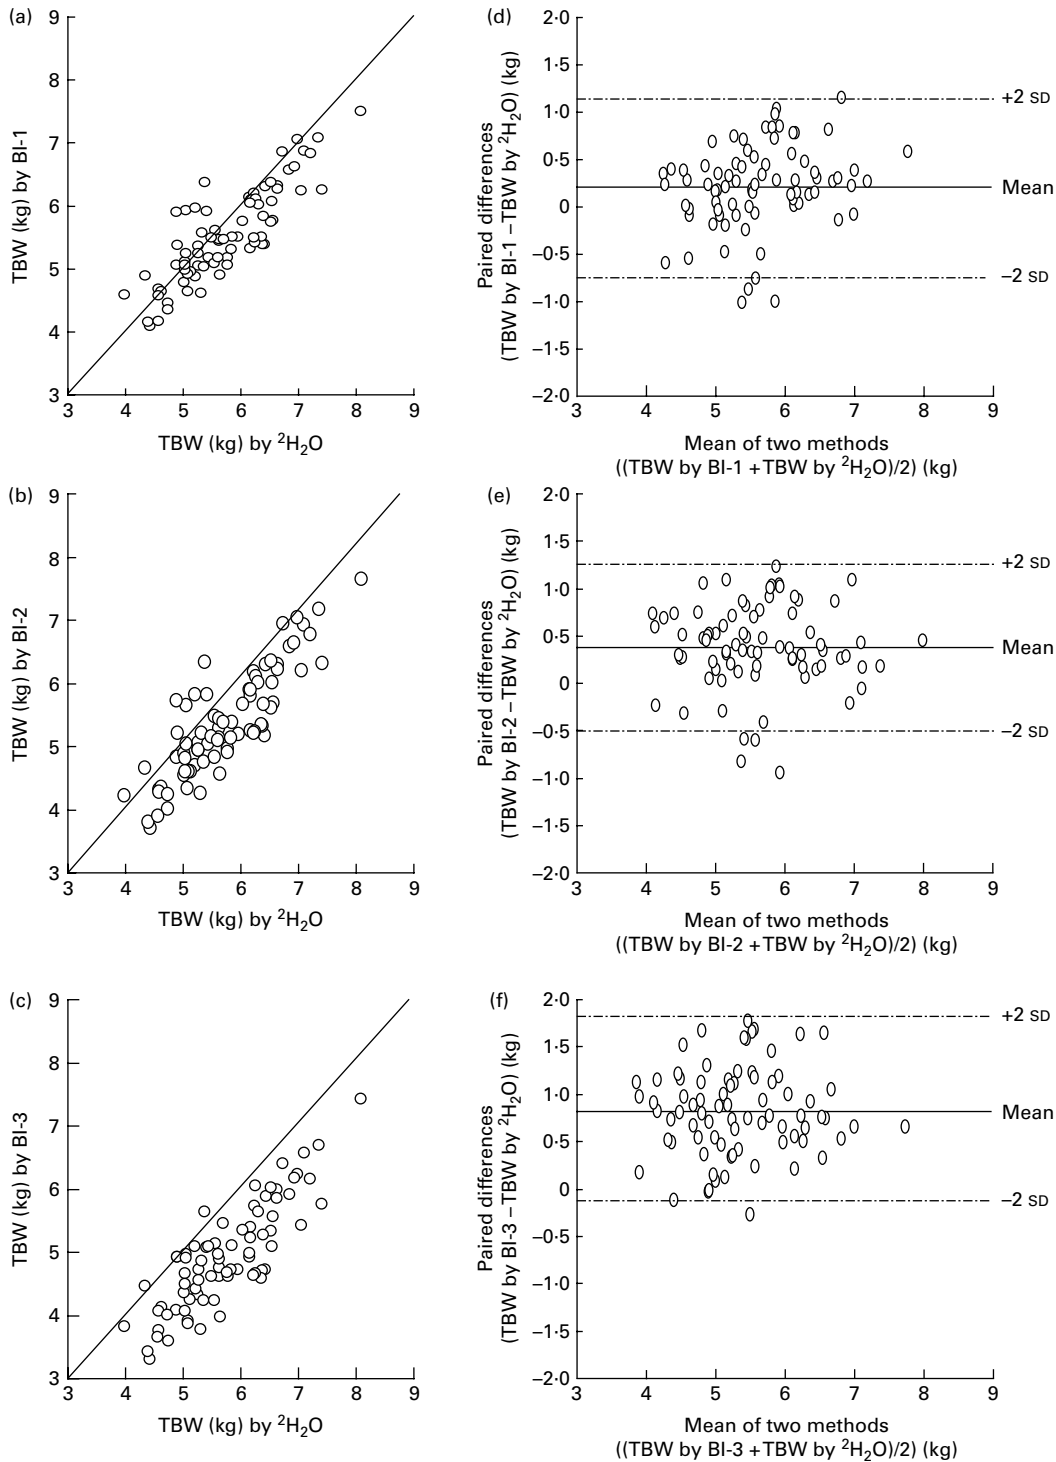 (a)
9
8
7
6
5
4
3
TBW (kg) by BI-1
3 4 5 6 7 8 9
TBW (kg) by ²H₂O
(d)
2·0
1·5
1·0
0·5
0
−0·5
−1·0
−1·5
−2·0
Paired differences
(TBW by BI-1 – TBW by ²H₂O) (kg)
+2 SD
Mean
−2 SD
3 4 5 6 7 8 9
Mean of two methods
((TBW by BI-1 + TBW by ²H₂O)/2) (kg)
(b)
9
8
7
6
5
4
3
TBW (kg) by BI-2
3 4 5 6 7 8 9
TBW (kg) by ²H₂O
(e)
2·0
1·5
1·0
0·5
0
−0·5
−1·0
−1·5
−2·0
Paired differences
(TBW by BI-2 – TBW by ²H₂O) (kg)
+2 SD
Mean
−2 SD
3 4 5 6 7 8 9
Mean of two methods
((TBW by BI-2 + TBW by ²H₂O)/2) (kg)
(c)
9
8
7
6
5
4
3
TBW (kg) by BI-3
3 4 5 6 7 8 9
TBW (kg) by ²H₂O
(f)
2·0
1·5
1·0
0·5
0
−0·5
−1·0
−1·5
−2·0
Paired differences
(TBW by BI-3 – TBW by ²H₂O) (kg)
+2 SD
Mean
−2 SD
3 4 5 6 7 8 9
Mean of two methods
((TBW by BI-3 + TBW by ²H₂O)/2) (kg)